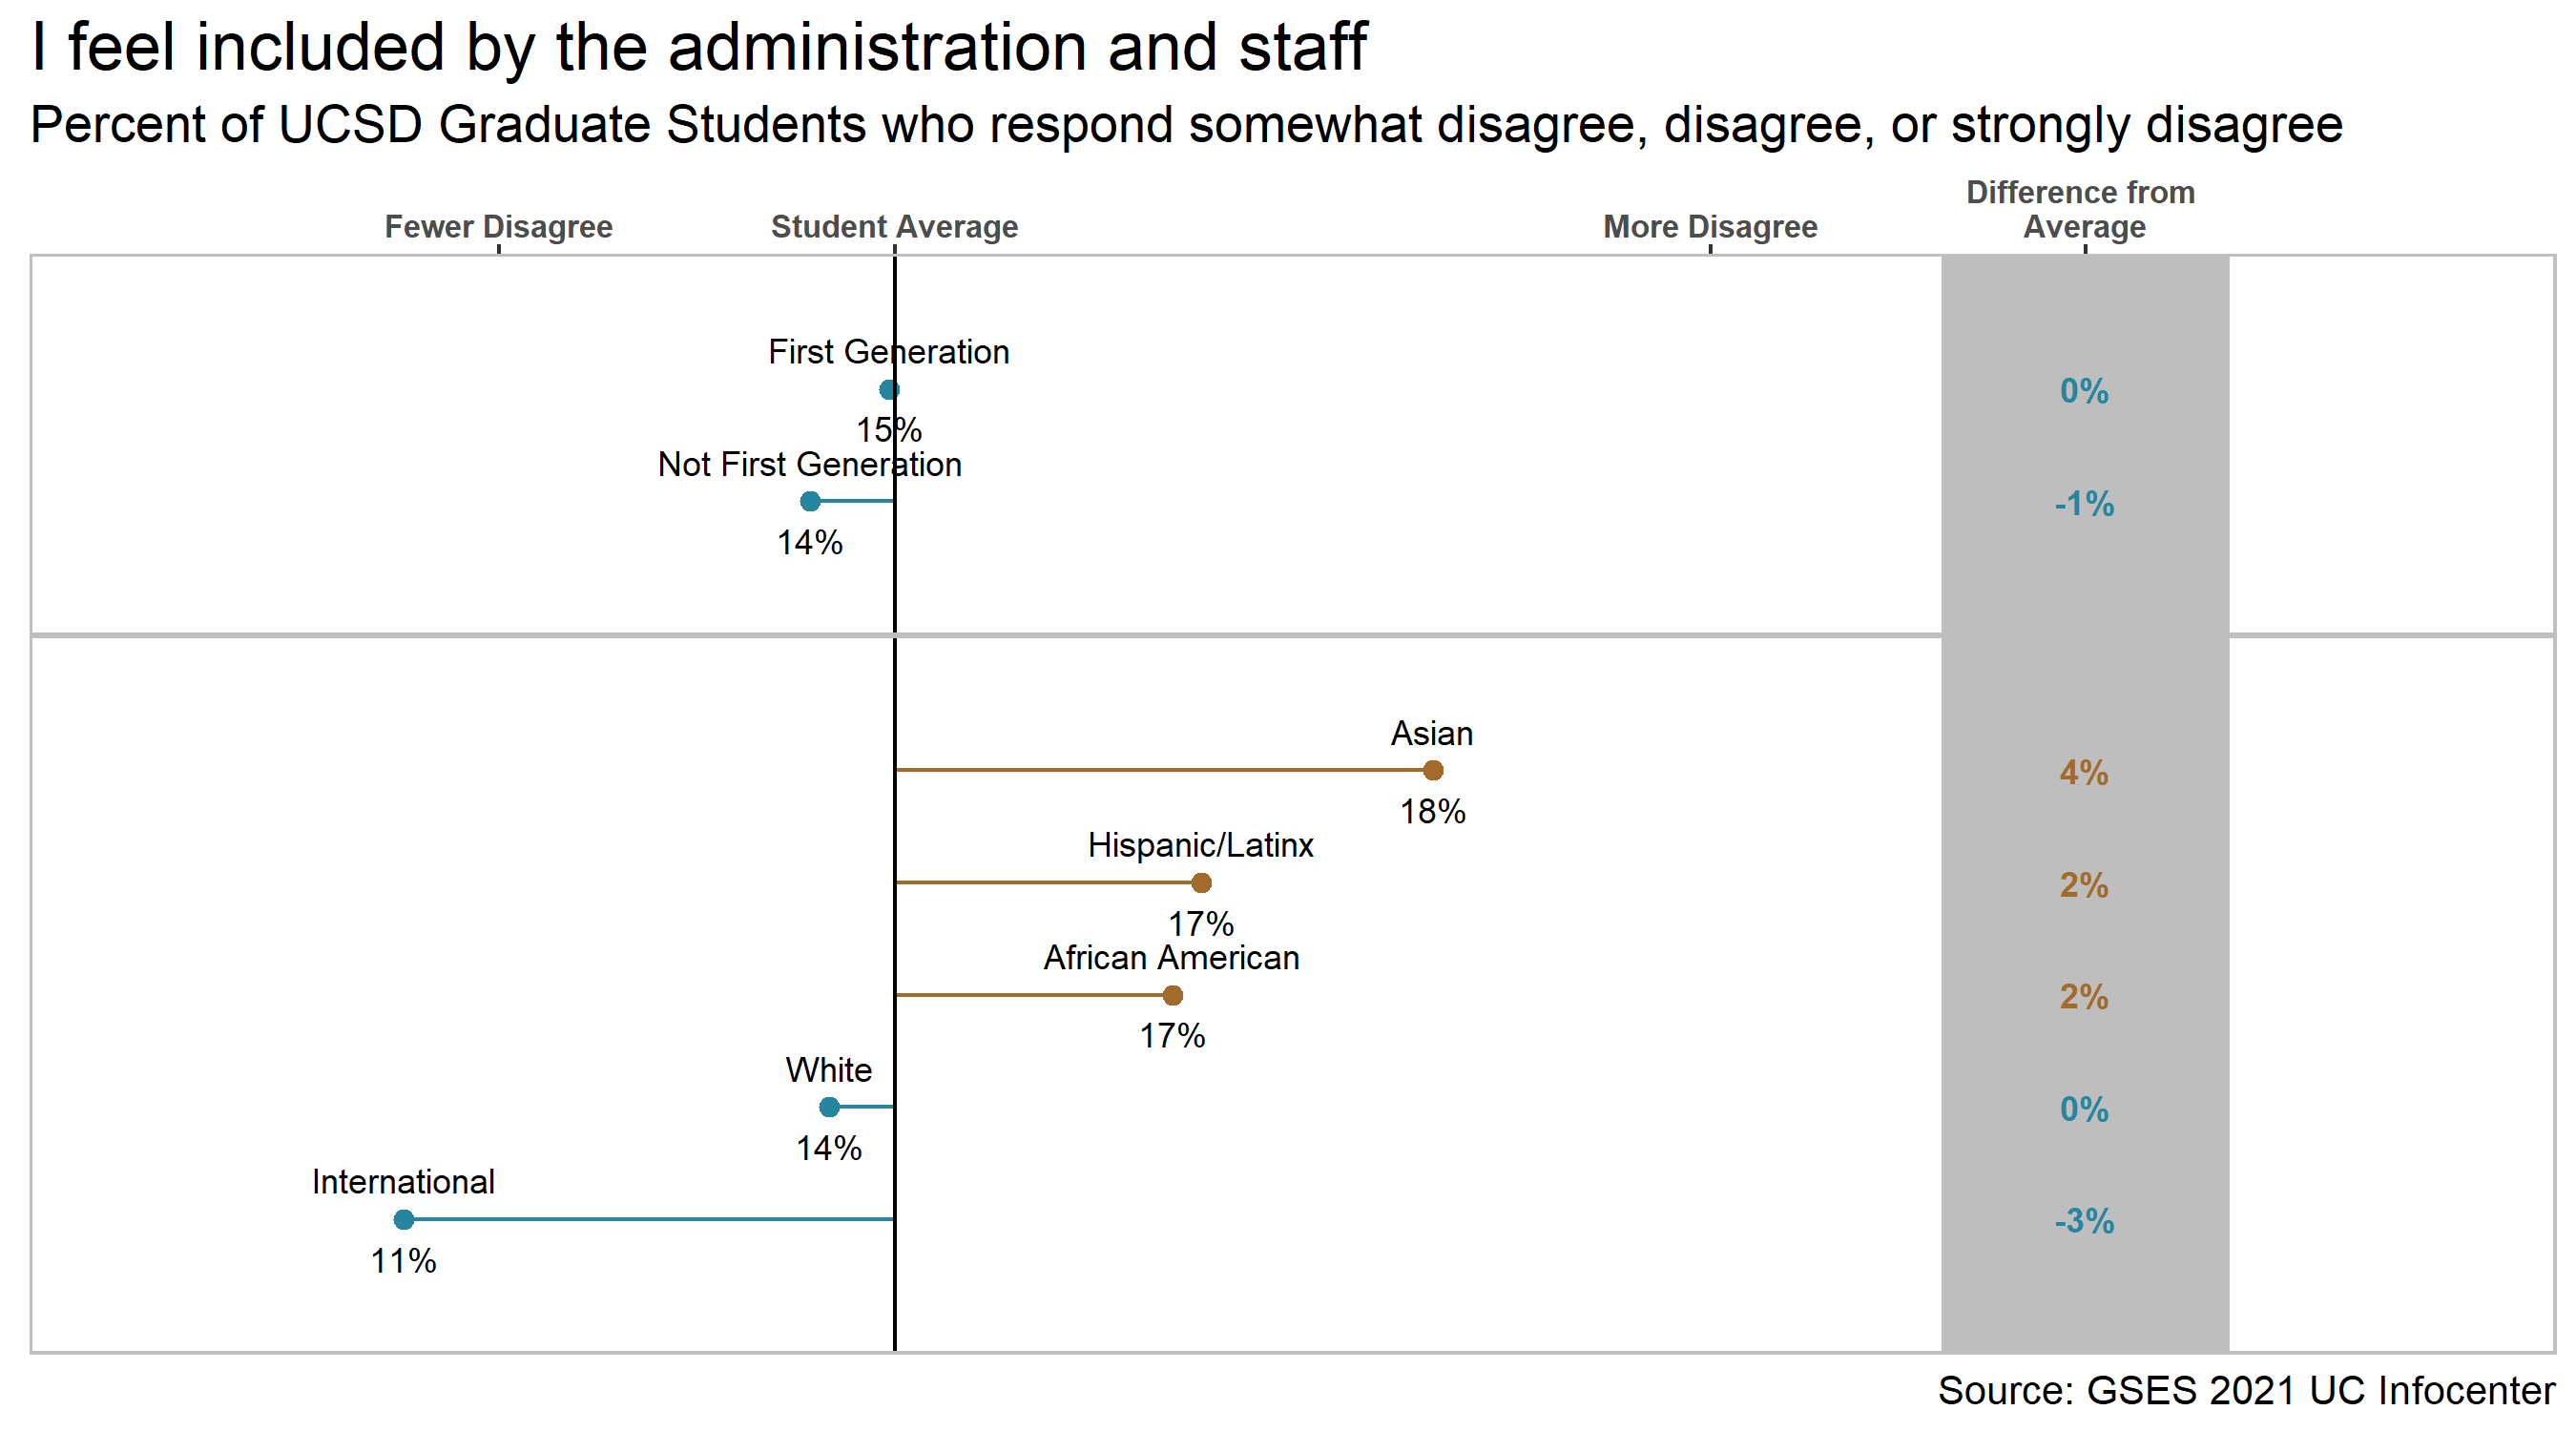 I feel included by the administration and staff
Percent of UCSD Graduate Students who respond somewhat disagree, disagree, or strongly disagree
Fewer Disagree
Student Average
More Disagree
Difference from
Average
First Generation
15%
0%
Not First Generation
14%
-1%
Asian
18%
4%
Hispanic/Latinx
17%
2%
African American
17%
2%
White
14%
0%
International
11%
-3%
Source: GSES 2021 UC Infocenter